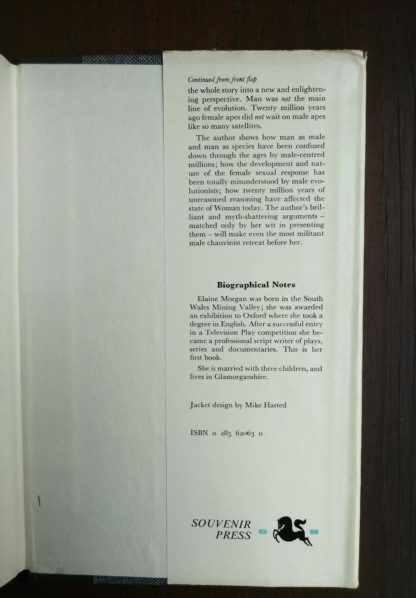 Continued from front flap
the whole story into a new and enlighten-
ing perspective. Man was not the main
line of evolution. Twenty million years
ago female apes did not wait on male apes
like so many satellites.
The author shows how man as male
and man as species have been confused
down through the ages by male-centred
millions; how the development and nat-
ure of the female sexual response has
been totally misunderstood by male evo-
lutionists; how twenty million years of
unreasoned reasoning have affected the
state of Woman today. The author's bril-
liant and myth-shattering arguments –
matched only by her wit in presenting
them – will make even the most militant
male chauvinist retreat before her.
Biographical Notes
Elaine Morgan was born in the South
Wales Mining Valley; she was awarded
an exhibition to Oxford where she took a
degree in English. After a successful entry
in a Television Play competition she be-
came a professional script writer of plays,
series and documentaries. This is her
first book.
She is married with three children, and
lives in Glamorganshire.
Jacket design by Mike Hasted
ISBN 0 285 62063 0
SOUVENIR
PRESS